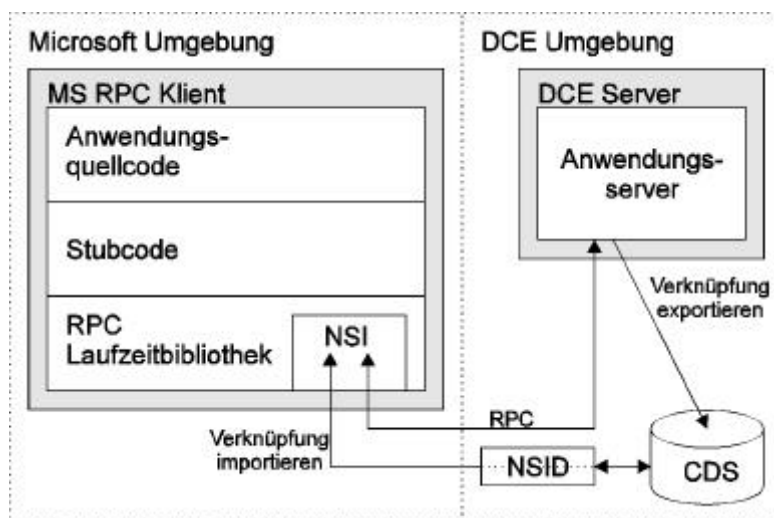 Microsoft Umgebung
MS RPC Klient
Anwendungs-
quellcode
Stubcode
RPC
Laufzeitbibliothek
NSI
Verknüpfung
importieren
DCE Umgebung
DCE Server
Anwendungs-
server
Verknüpfung
exportieren
RPC
NSID
CDS